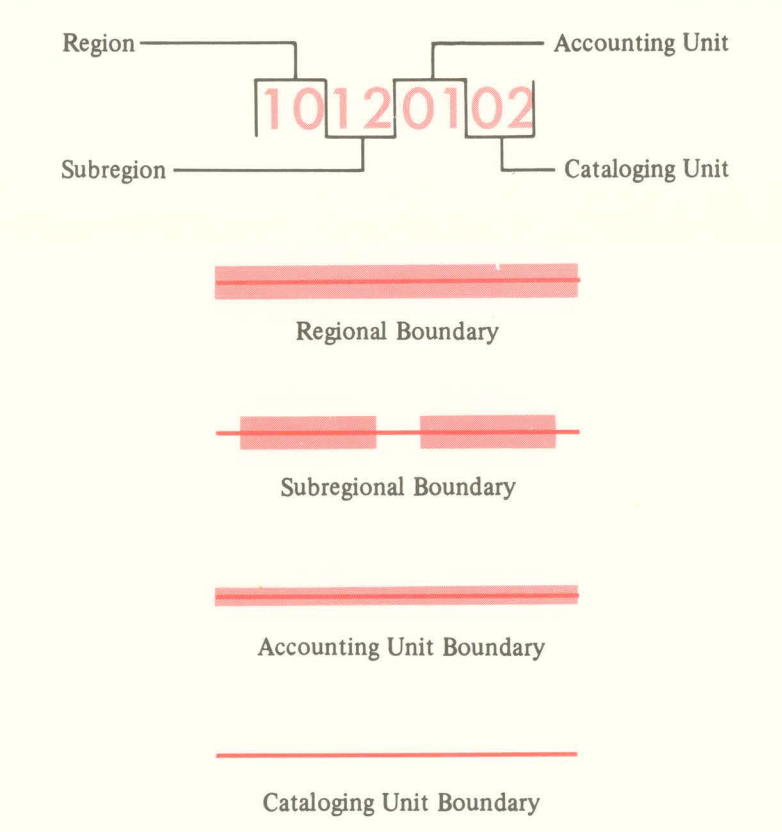 Region
Accounting Unit
10120102
Subregion
Cataloging Unit
Regional Boundary
Subregional Boundary
Accounting Unit Boundary
Cataloging Unit Boundary